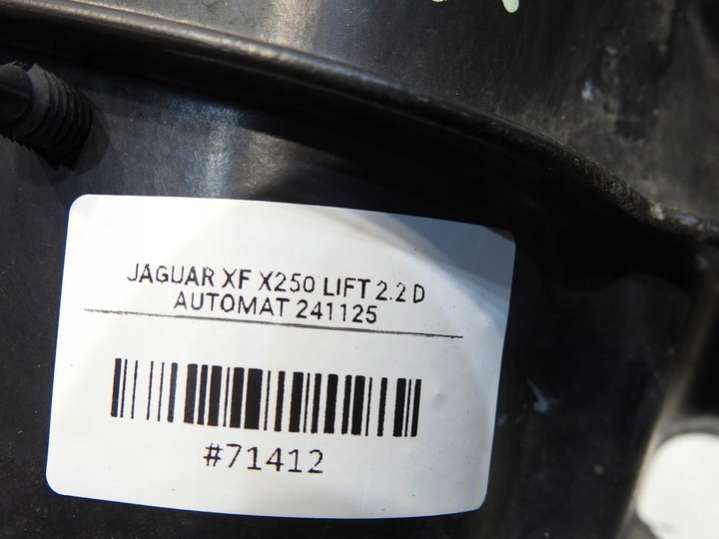 JAGUAR XF X250 LIFT 2.2 D
AUTOMAT 241125
#71412